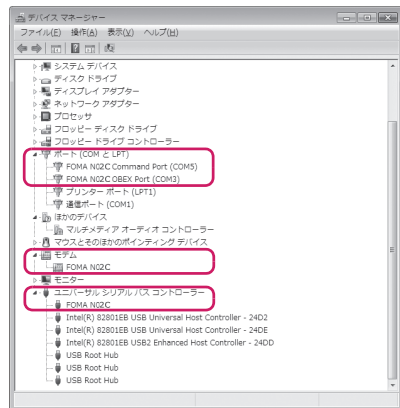 デバイス マネージャー
ファイル(F) 操作(A) 表示(V) ヘルプ(H)
システム デバイス
ディスク ドライブ
ディスプレイ アダプター
ネットワーク アダプター
プロセッサ
フロッピー ディスク ドライブ
フロッピー ドライブ コントローラー
ポート (COM と LPT)
FOMA N02C Command Port (COM5)
FOMA N02C OBEX Port (COM3)
プリンター ポート (LPT1)
通信ポート (COM1)
ほかのデバイス
マルチメディア オーディオ コントローラー
マウスとそのほかのポインティング デバイス
モデム
FOMA N02C
モニター
ユニバーサル シリアル バス コントローラー
FOMA N02C
Intel(R) 82801EB USB Universal Host Controller - 24D2
Intel(R) 82801EB USB Universal Host Controller - 24DE
Intel(R) 82801EB USB2 Enhanced Host Controller - 24DD
USB Root Hub
USB Root Hub
USB Root Hub